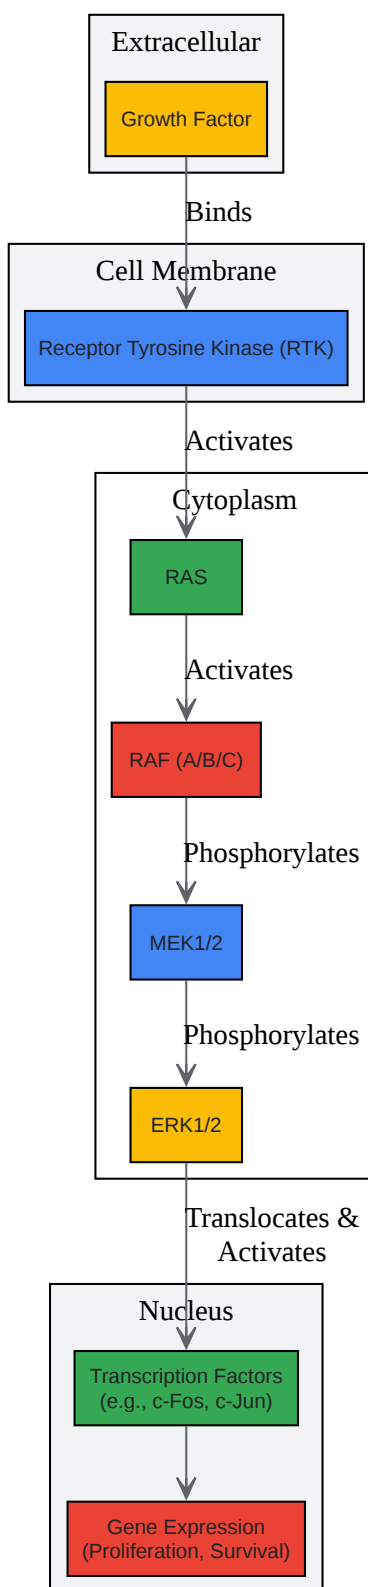 Extracellular
Growth Factor
Binds
Cell Membrane
Receptor Tyrosine Kinase (RTK)
Activates
Cytoplasm
RAS
Activates
RAF (A/B/C)
Phosphorylates
MEK1/2
Phosphorylates
ERK1/2
Translocates &
Activates
Nucleus
Transcription Factors
(e.g., c-Fos, c-Jun)
Gene Expression
(Proliferation, Survival)